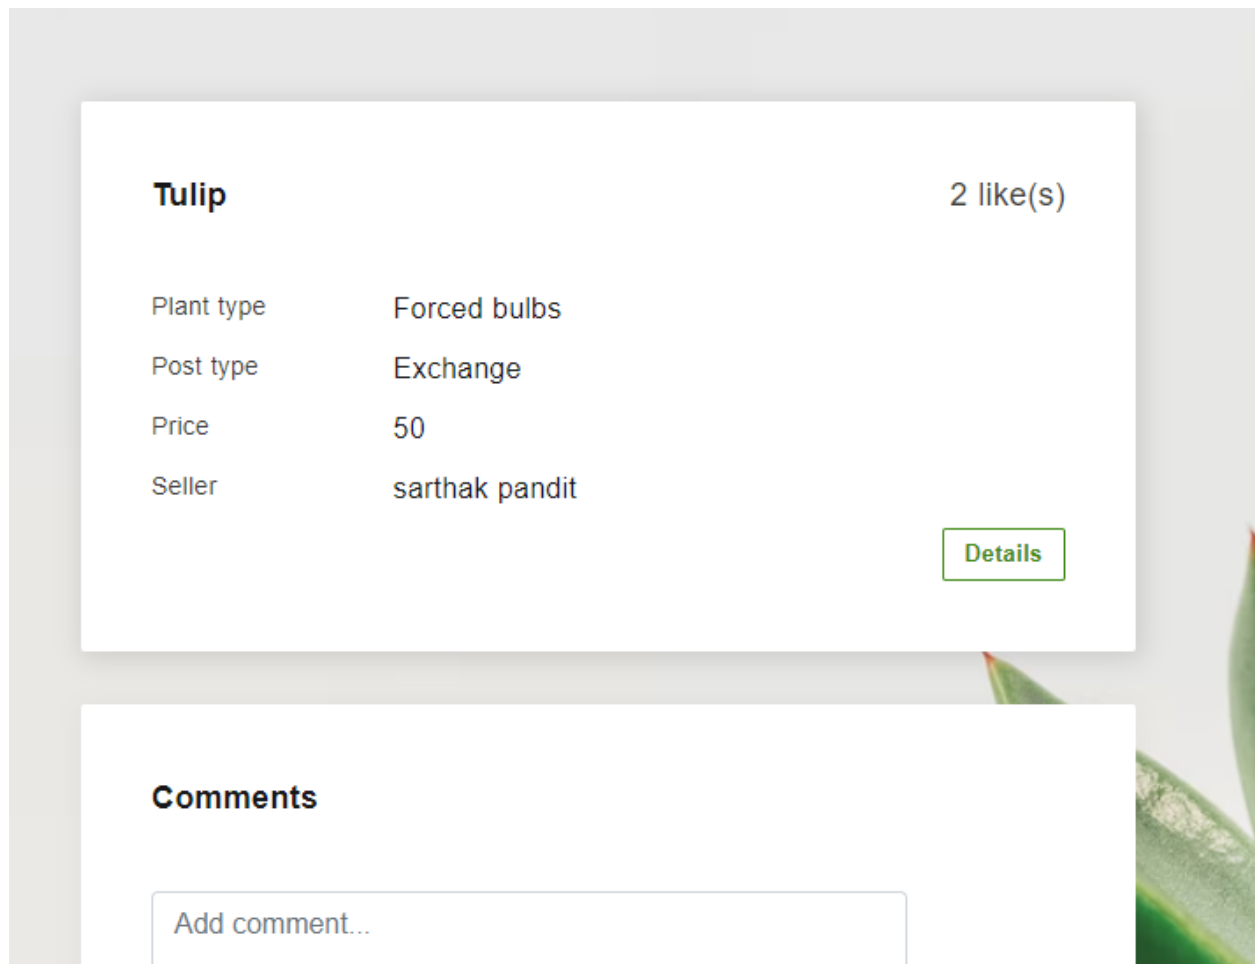 Tulip 2 like(s)
Plant type Forced bulbs
Post type Exchange
Price 50
Seller sarthak pandit
Details
Comments
Add comment...